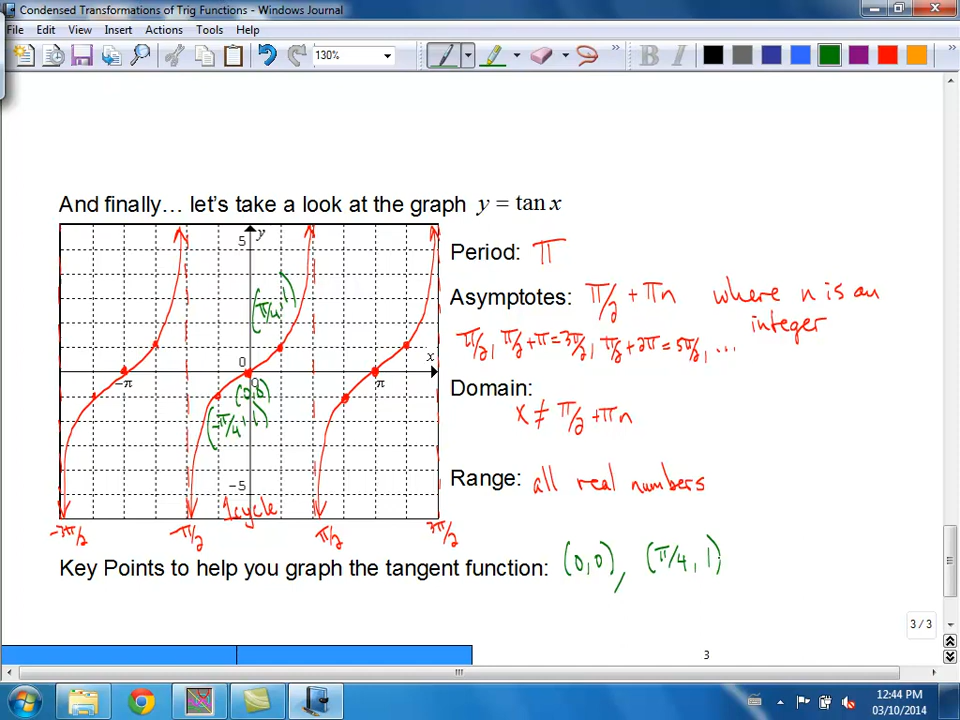 Condensed Transformations of Trig Functions - Windows Journal
File Edit View Insert Actions Tools Help
130% B I
And finally… let's take a look at the graph y = tan x
5 y
Period: π
Asymptotes: π/2 + πn where n is an
integer
π/2, π/2+π=3π/2, π/2+2π=5π/2, ...
(π/4, 1)
0 x
−π 0 π
(0,0)
(-π/4, 1)
Domain:
x ≠ π/2 + πn
−5
Range: all real numbers
1 cycle
-3π/2 -π/2 π/2 3π/2
Key Points to help you graph the tangent function: (0,0), (π/4, 1)
3 / 3
3
12:44 PM
03/10/2014